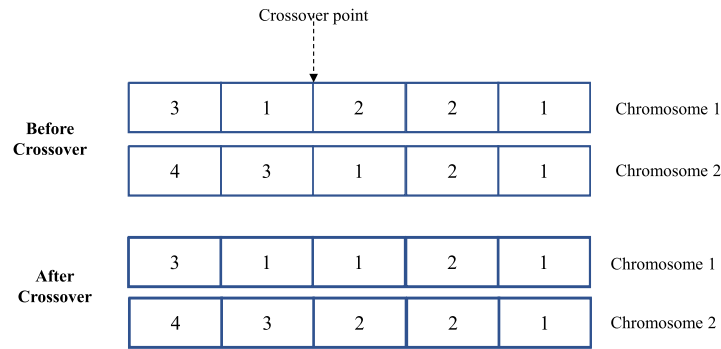 Crossover point
3 1 2 2 1 Chromosome 1
Before
Crossover
4 3 1 2 1 Chromosome 2
3 1 1 2 1 Chromosome 1
After
Crossover
4 3 2 2 1 Chromosome 2